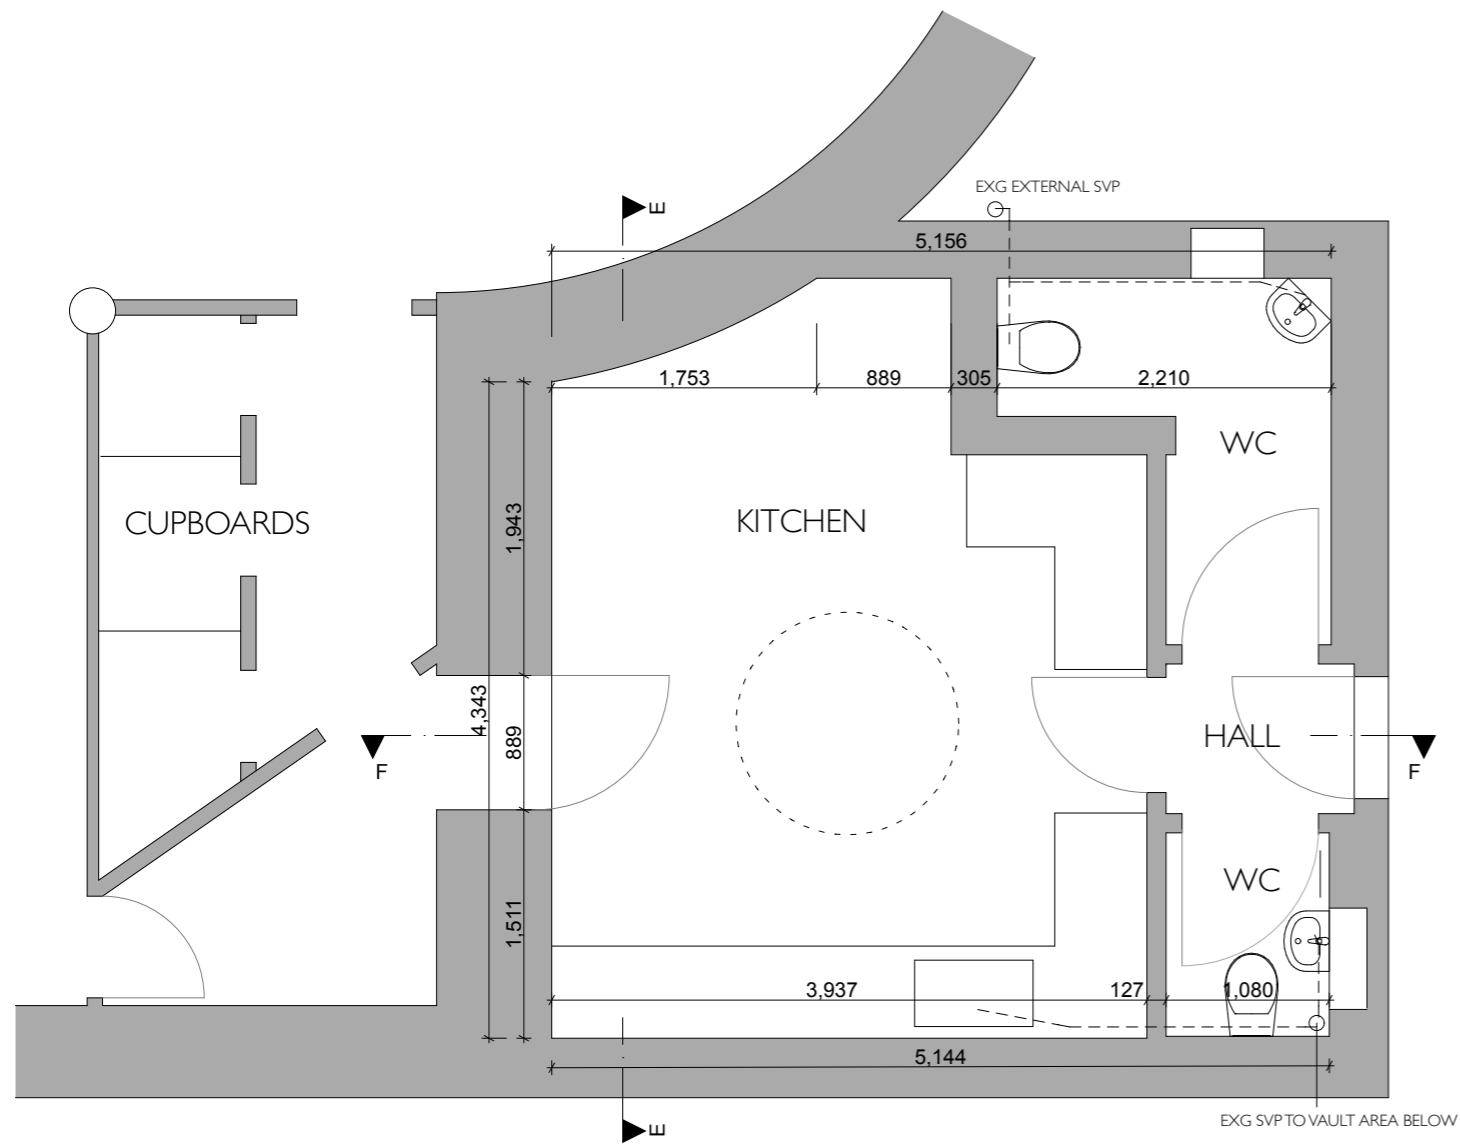 EXG EXTERNAL SVP
E
5,156
1,753
889
305
2,210
WC
CUPBOARDS
1,943
KITCHEN
4,343
889
F
HALL
F
WC
1,511
3,937
127
1,080
5,144
E
EXG SVP TO VAULT AREA BELOW